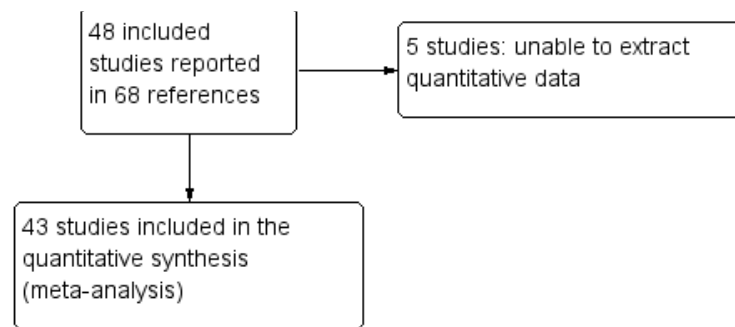 48 included
studies reported
in 68 references
5 studies: unable to extract
quantitative data
43 studies included in the
quantitative synthesis
(meta-analysis)